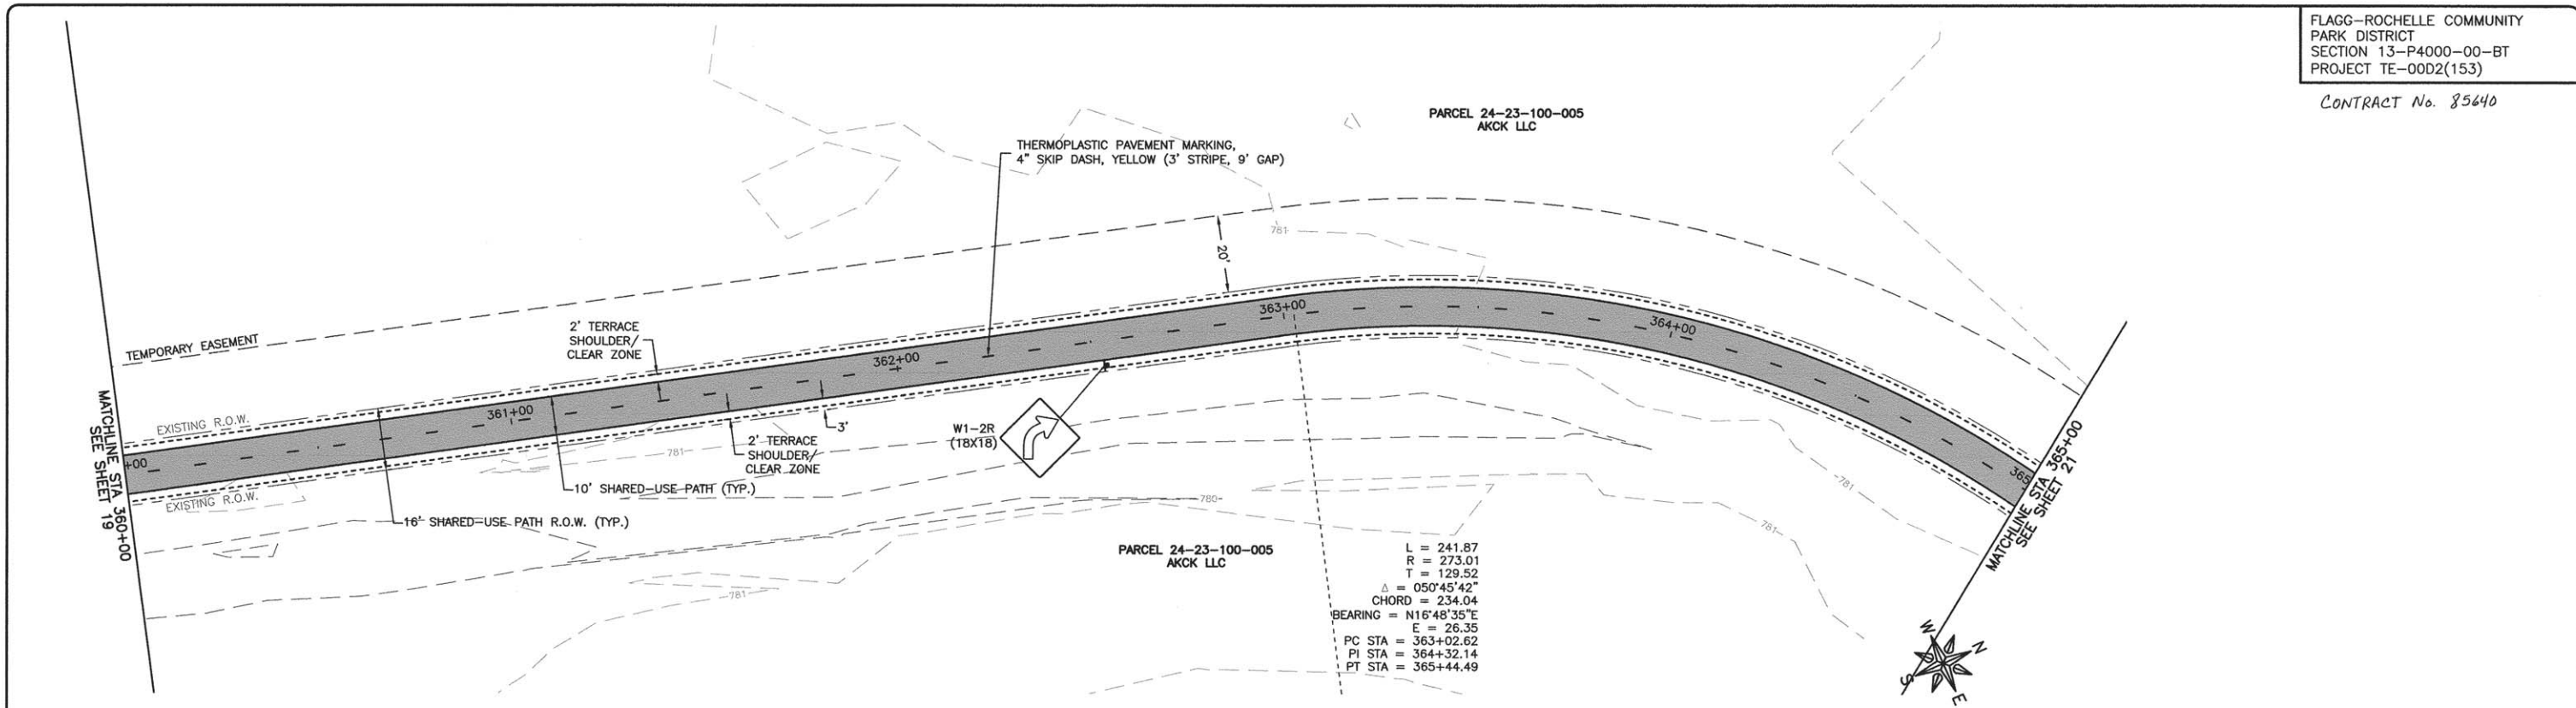 FLAGG-ROCHELLE COMMUNITY
PARK DISTRICT
SECTION 13-P4000-00-BT
PROJECT TE-00D2(153)
CONTRACT No. 85640
PARCEL 24-23-100-005
AKCK LLC
THERMOPLASTIC PAVEMENT MARKING,
4" SKIP DASH, YELLOW (3' STRIPE, 9' GAP)
781
20'
TEMPORARY EASEMENT
2' TERRACE
SHOULDER/
CLEAR ZONE
363+00
364+00
362+00
361+00
+00
365
EXISTING R.O.W.
EXISTING R.O.W.
MATCHLINE STA 360+00
SEE SHEET 19
3'
2' TERRACE
SHOULDER/
CLEAR ZONE
W1-2R
(18X18)
781
10' SHARED-USE PATH (TYP.)
16' SHARED-USE PATH R.O.W. (TYP.)
780
781
781
781
MATCHLINE STA 365+00
SEE SHEET 21
PARCEL 24-23-100-005
AKCK LLC
L = 241.87
R = 273.01
T = 129.52
Δ = 050°45'42"
CHORD = 234.04
BEARING = N16°48'35"E
E = 26.35
PC STA = 363+02.62
PI STA = 364+32.14
PT STA = 365+44.49
W
N
S
E